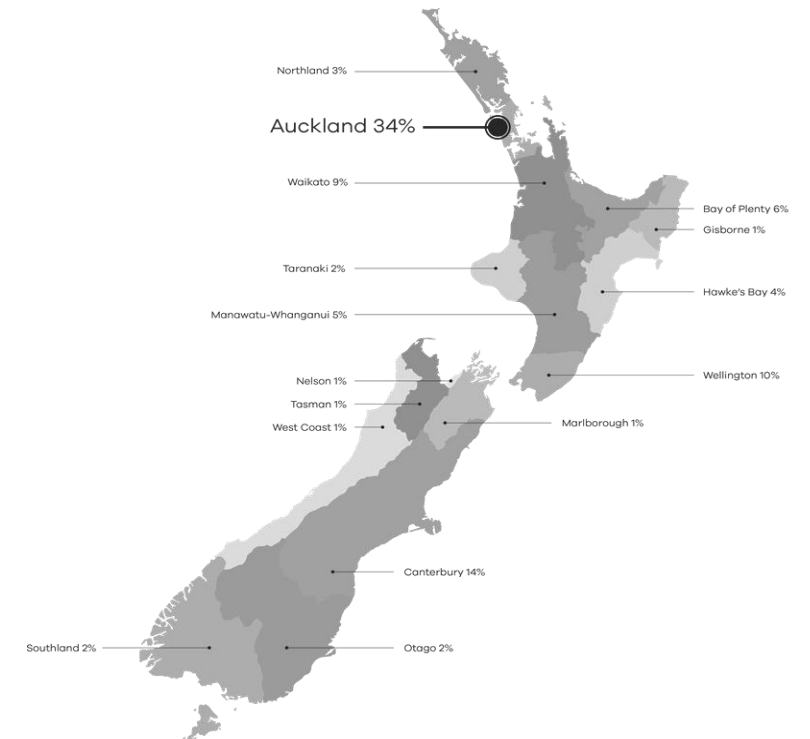 Northland 3%
Auckland 34%
Waikato 9%
Bay of Plenty 6%
Gisborne 1%
Taranaki 2%
Hawke's Bay 4%
Manawatu-Whanganui 5%
Wellington 10%
Nelson 1%
Tasman 1%
West Coast 1%
Marlborough 1%
Canterbury 14%
Southland 2%
Otago 2%